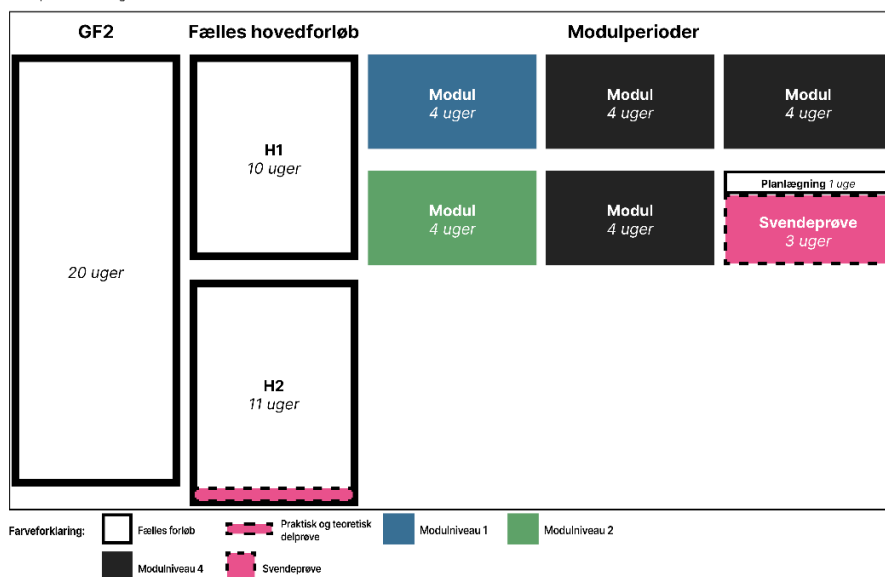 GF2
Fælles hovedforløb
Modulperioder
20 uger
H1
10 uger
H2
11 uger
Modul
4 uger
Modul
4 uger
Modul
4 uger
Modul
4 uger
Modul
4 uger
Planlægning 1 uge
Svendeprøve
3 uger
Farveforklaring:
Fælles forløb
Praktisk og teoretisk
delprøve
Modulniveau 1
Modulniveau 2
Modulniveau 4
Svendeprøve